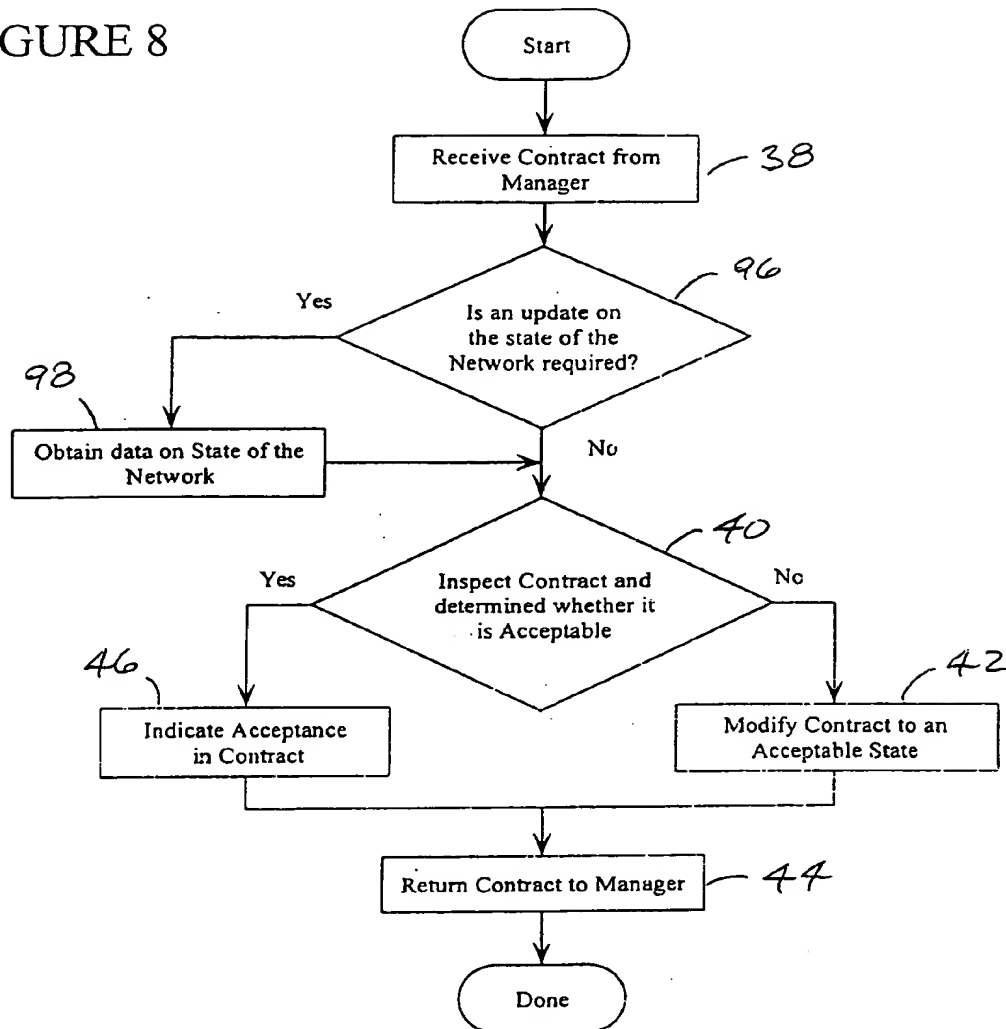 GURE 8
Start
Receive Contract from
Manager
38
96
Yes
Is an update on
the state of the
Network required?
98
Obtain data on State of the
Network
No
40
Yes
Inspect Contract and
determined whether it
is Acceptable
No
46
42
Indicate Acceptance
in Contract
Modify Contract to an
Acceptable State
Return Contract to Manager
44
Done